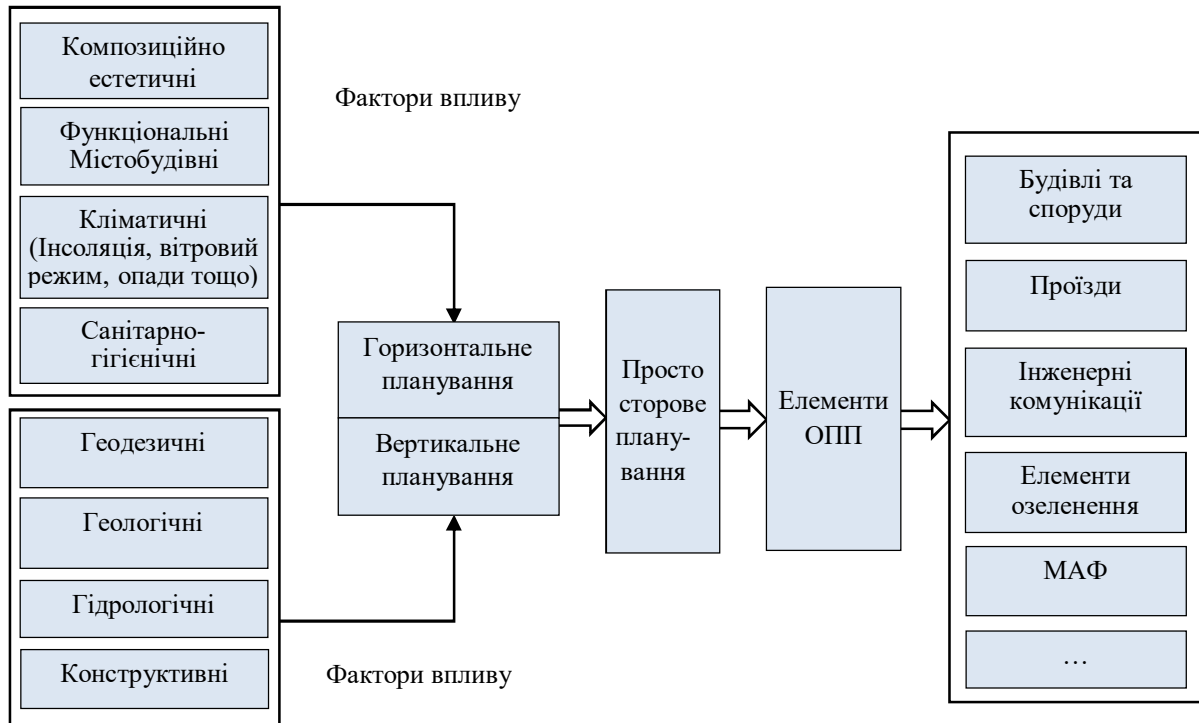 Композиційно
естетичні
Функціональні
Містобудівні
Кліматичні
(Інсоляція, вітровий
режим, опади тощо)
Санітарно-
гігієнічні
Геодезичні
Геологічні
Гідрологічні
Конструктивні
Фактори впливу
Фактори впливу
Горизонтальне
планування
Вертикальне
планування
Просто
сторове
плану-
вання
Елементи
ОПП
Будівлі та
споруди
Проїзди
Інженерні
комунікації
Елементи
озеленення
МАФ
…